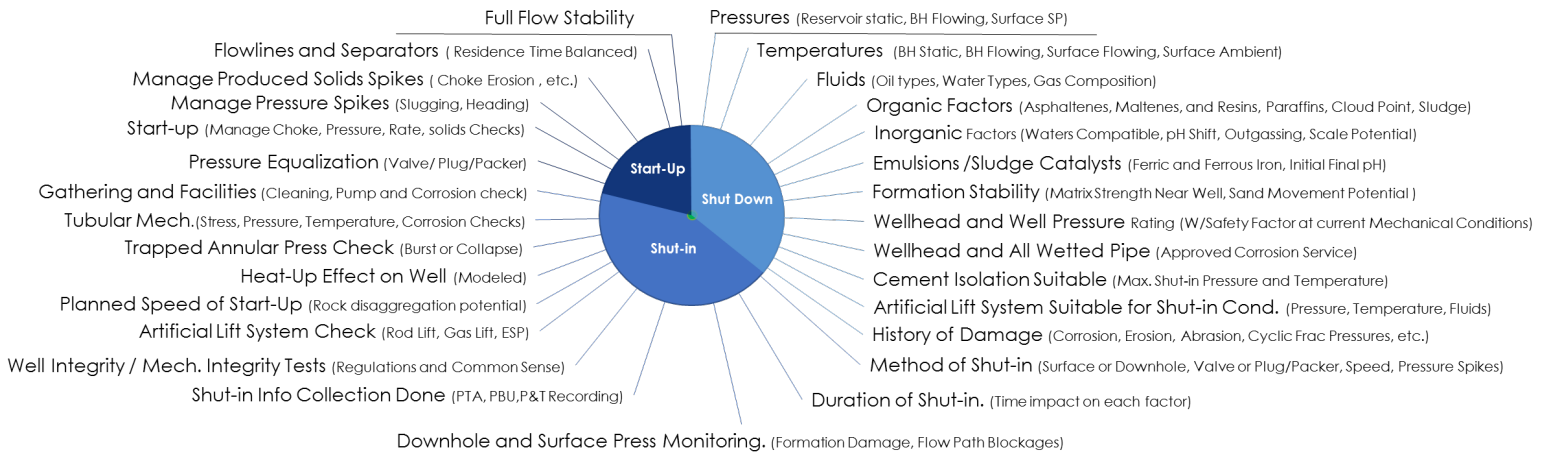 Full Flow Stability
Flowlines and Separators ( Residence Time Balanced)
Manage Produced Solids Spikes ( Choke Erosion , etc.)
Manage Pressure Spikes (Slugging, Heading)
Start-up (Manage Choke, Pressure, Rate, solids Checks)
Pressure Equalization (Valve/ Plug/Packer)
Gathering and Facilities (Cleaning, Pump and Corrosion check)
Tubular Mech.(Stress, Pressure, Temperature, Corrosion Checks)
Trapped Annular Press Check (Burst or Collapse)
Heat-Up Effect on Well (Modeled)
Planned Speed of Start-Up (Rock disaggregation potential)
Artificial Lift System Check (Rod Lift, Gas Lift, ESP)
Well Integrity / Mech. Integrity Tests (Regulations and Common Sense)
Shut-in Info Collection Done (PTA, PBU,P&T Recording)
Downhole and Surface Press Monitoring. (Formation Damage, Flow Path Blockages)
Start-Up
Shut Down
Shut-in
Pressures (Reservoir static, BH Flowing, Surface SP)
Temperatures (BH Static, BH Flowing, Surface Flowing, Surface Ambient)
Fluids (Oil types, Water Types, Gas Composition)
Organic Factors (Asphaltenes, Maltenes, and Resins, Paraffins, Cloud Point, Sludge)
Inorganic Factors (Waters Compatible, pH Shift, Outgassing, Scale Potential)
Emulsions /Sludge Catalysts (Ferric and Ferrous Iron, Initial Final pH)
Formation Stability (Matrix Strength Near Well, Sand Movement Potential )
Wellhead and Well Pressure Rating (W/Safety Factor at current Mechanical Conditions)
Wellhead and All Wetted Pipe (Approved Corrosion Service)
Cement Isolation Suitable (Max. Shut-in Pressure and Temperature)
Artificial Lift System Suitable for Shut-in Cond. (Pressure, Temperature, Fluids)
History of Damage (Corrosion, Erosion, Abrasion, Cyclic Frac Pressures, etc.)
Method of Shut-in (Surface or Downhole, Valve or Plug/Packer, Speed, Pressure Spikes)
Duration of Shut-in. (Time impact on each factor)